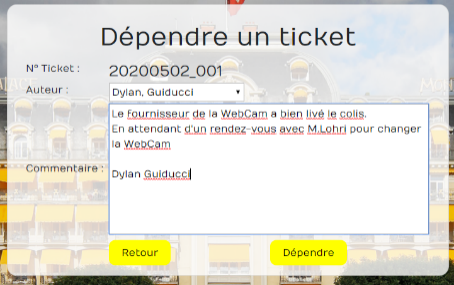 Dépendre un ticket
N° Ticket : 20200502_001
Auteur : Dylan, Guiducci
Le Fournisseur de la WebCam a bien livé le colis.
En attendant d'un rendez-vous avec M.Lohri pour changer
la WebCam
Commentaire :
Dylan Guiducci
Retour Dépendre